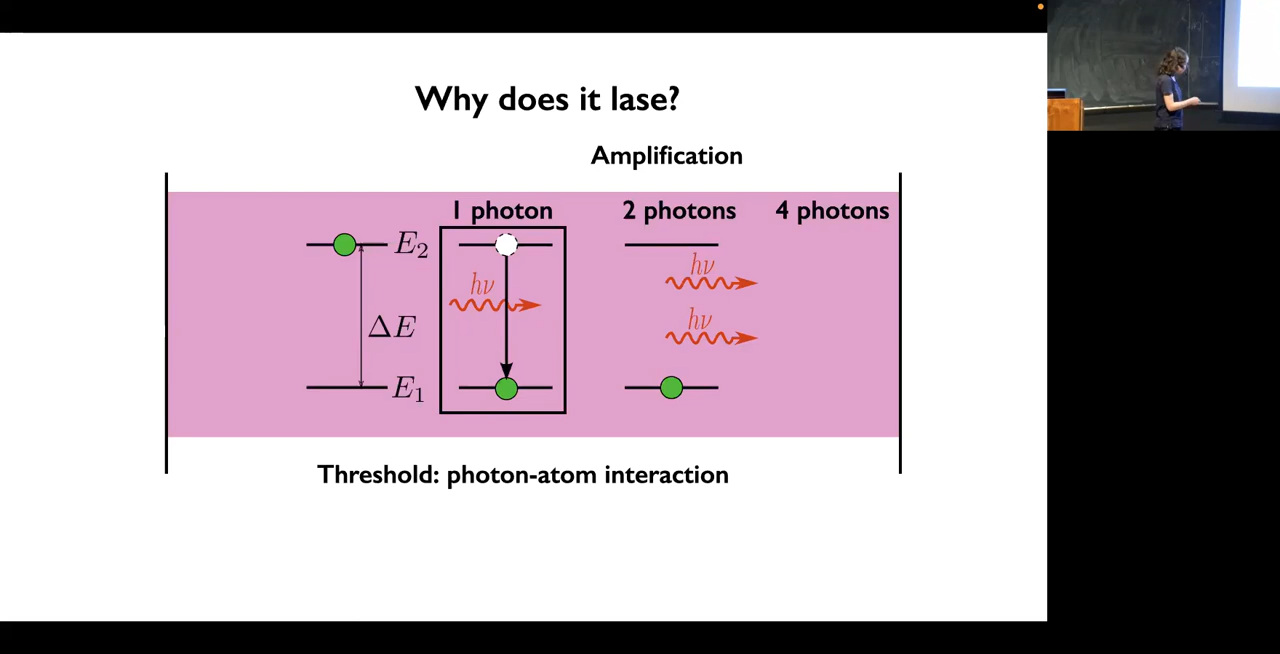 Why does it lase?
Amplification
1 photon 2 photons 4 photons
E₂
hν
hν
ΔE
hν
E₁
Threshold: photon-atom interaction